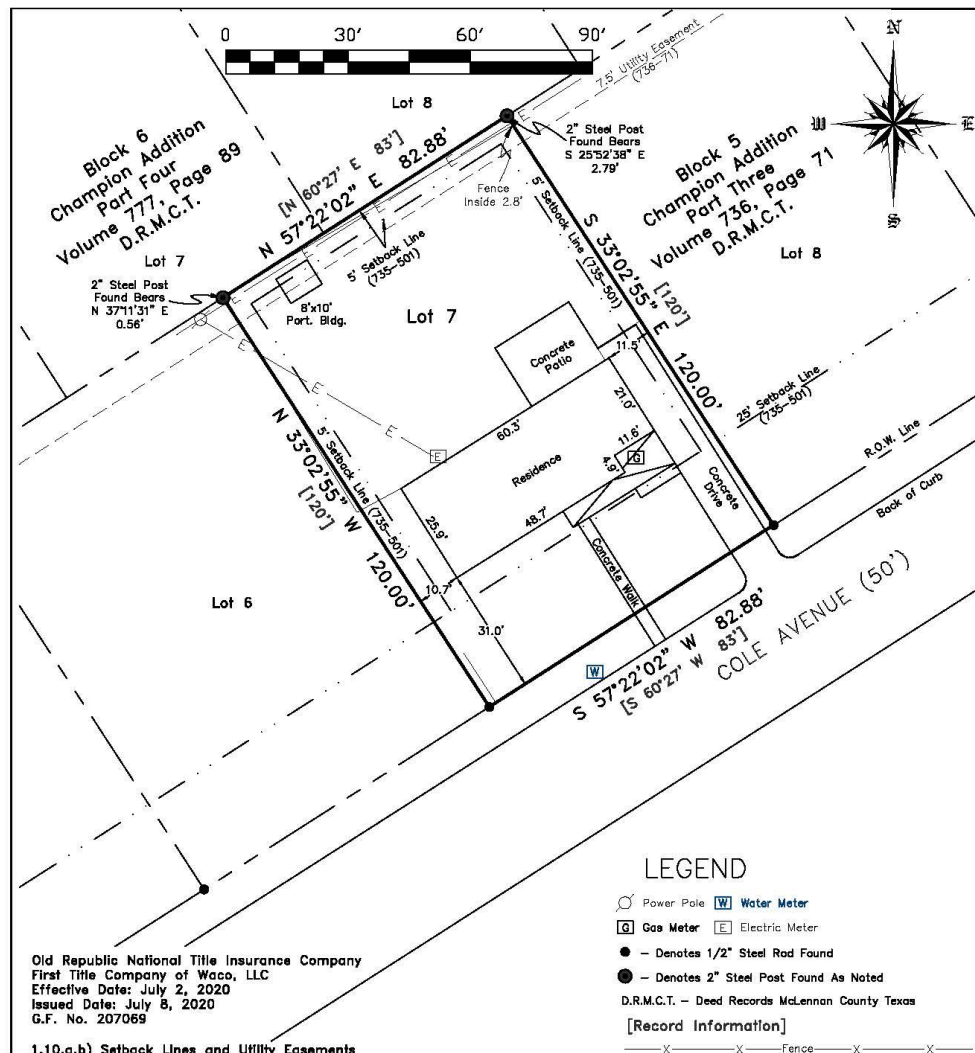 0 30' 60' 90'
7.5' Utility Easement
(736-71)
N
W E
S
Lot 8
Block 6
Champion Addition
Part Four
Volume 777, Page 89
D.R.M.C.T.
[N 60°27' E 83']
N 57°22'02" E 82.88'
2" Steel Post
Found Bears
S 25°52'38" E
2.79'
Block 5
Champion Addition
Part Three
Volume 736, Page 71
D.R.M.C.T.
Fence
Inside 2.8'
5' Setback Line (735-501)
S 33°02'55" E 120.00'
[120']
Lot 8
Lot 7
2" Steel Post
Found Bears
N 37°11'31" E
0.56'
5' Setback Line
(735-501)
8'x10'
Port. Bldg.
Lot 7
Concrete
Patio
11.5'
25' Setback Line
(735-501)
E
E
E
E
E
E
N 33°02'55" W 120.00'
[120']
5' Setback Line (735-501)
60.3'
21.0'
11.6'
4.9'
G
R.O.W. Line
Residence
Concrete
Drive
Back of Curb
48.7'
25.9'
Concrete Walk
10.7'
Lot 6
31.0'
W
S 57°22'02" W 82.88'
[S 60°27' W 83']
COLE AVENUE (50')
LEGEND
Power Pole W Water Meter
G Gas Meter E Electric Meter
– Denotes 1/2" Steel Rod Found
– Denotes 2" Steel Post Found As Noted
D.R.M.C.T. – Deed Records McLennan County Texas
[Record Information]
X X Fence X X
Old Republic National Title Insurance Company
First Title Company of Waco, LLC
Effective Date: July 2, 2020
Issued Date: July 8, 2020
G.F. No. 207069
1.10.a,b) Setback Lines and Utility Easements